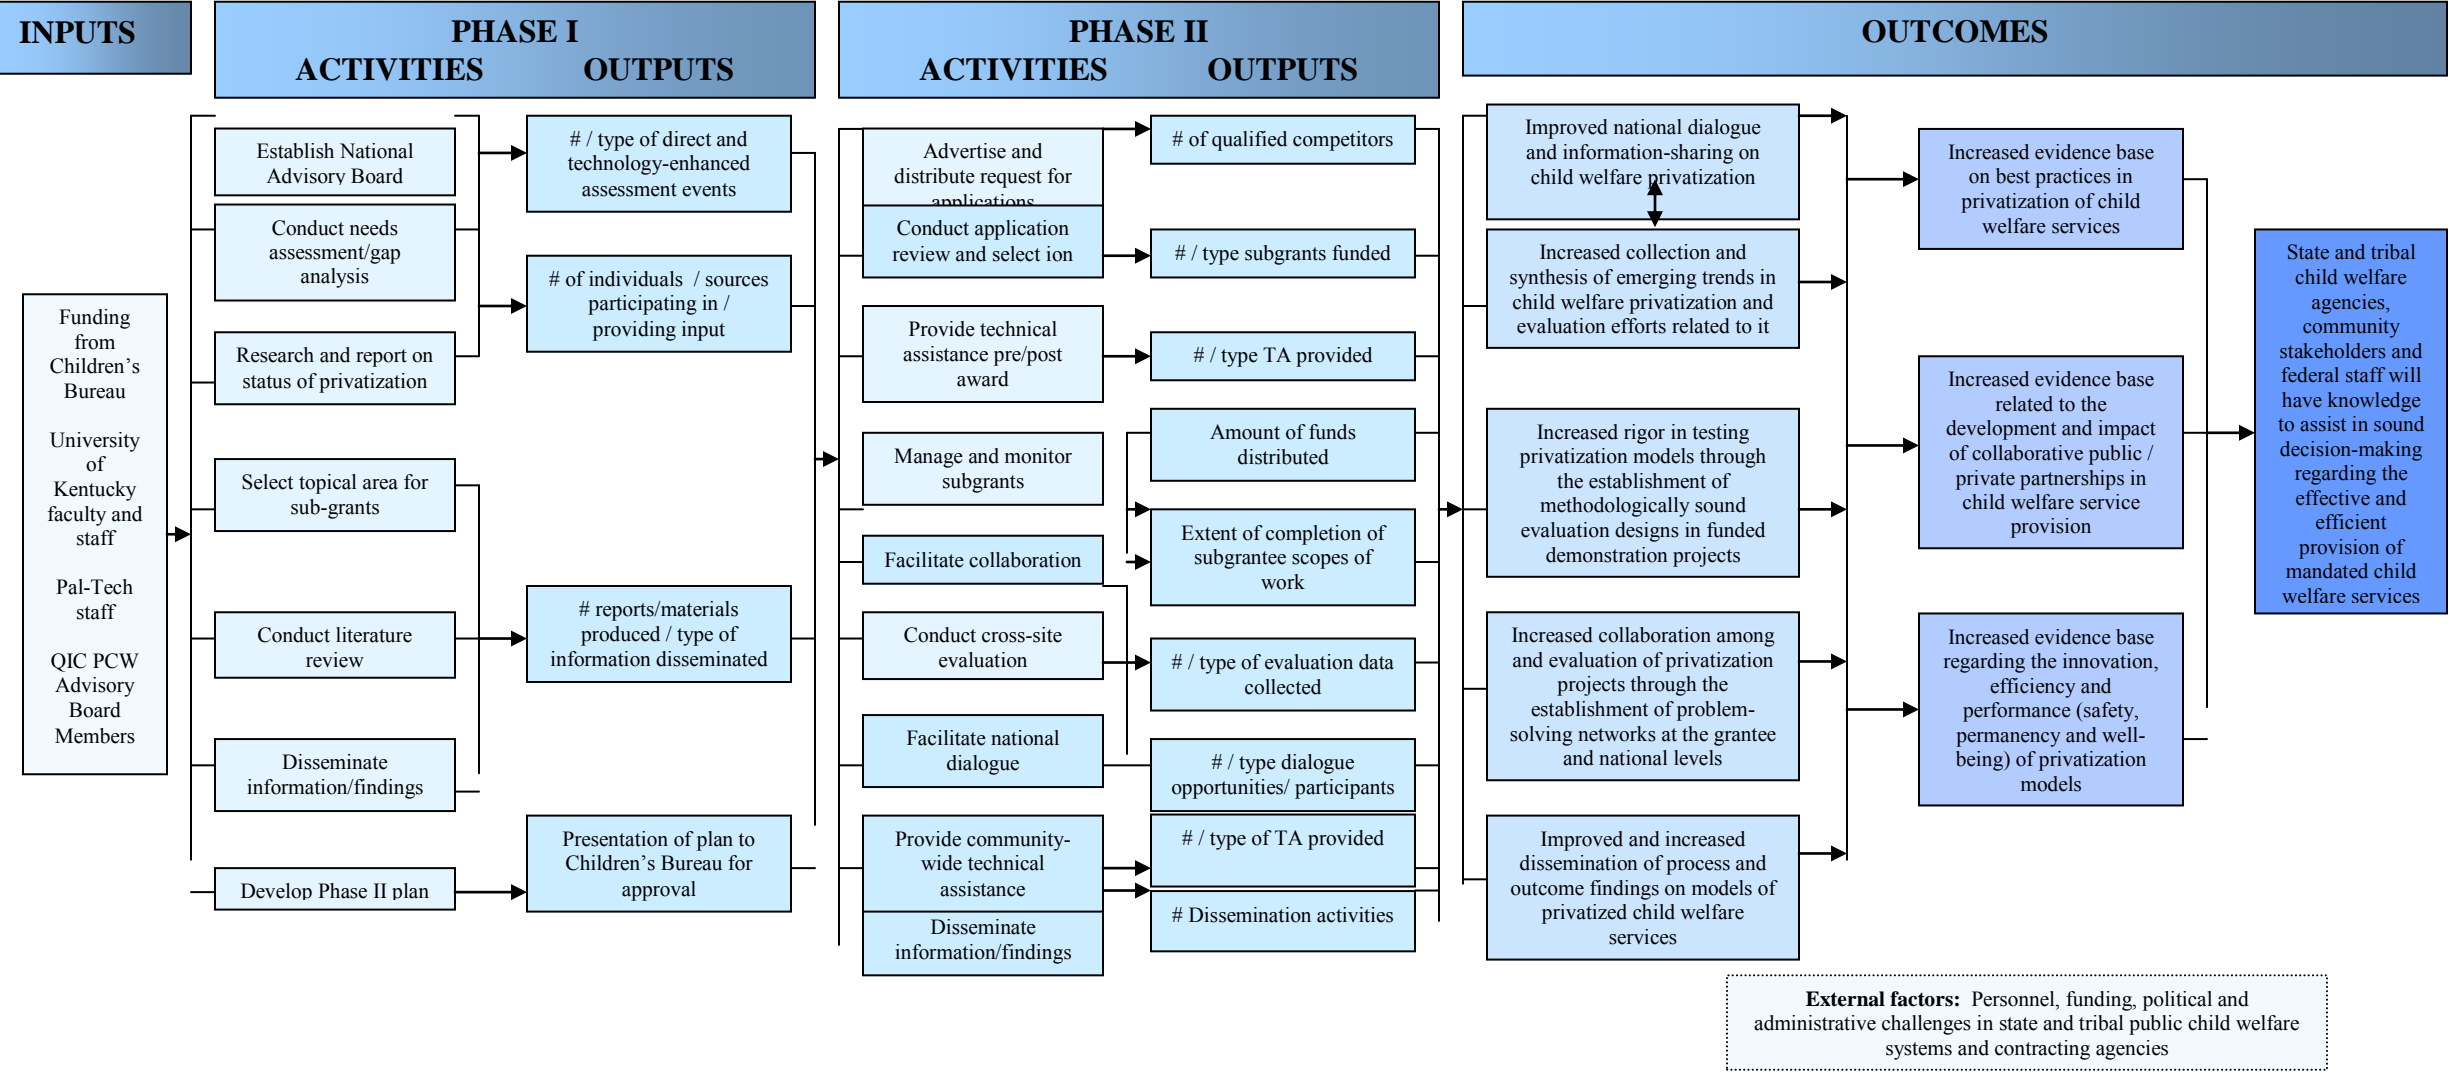 INPUTS
PHASE I
ACTIVITIES OUTPUTS
PHASE II
ACTIVITIES OUTPUTS
OUTCOMES
Funding
from
Children's
Bureau
University
of
Kentucky
faculty and
staff
Pal-Tech
staff
QIC PCW
Advisory
Board
Members
Establish National
Advisory Board
Conduct needs
assessment/gap
analysis
Research and report on
status of privatization
Select topical area for
sub-grants
Conduct literature
review
Disseminate
information/findings
Develop Phase II plan
# / type of direct and
technology-enhanced
assessment events
# of individuals / sources
participating in /
providing input
# reports/materials
produced / type of
information disseminated
Presentation of plan to
Children's Bureau for
approval
Advertise and
distribute request for
applications
Conduct application
review and select ion
Provide technical
assistance pre/post
award
Manage and monitor
subgrants
Facilitate collaboration
Conduct cross-site
evaluation
Facilitate national
dialogue
Provide community-
wide technical
assistance
Disseminate
information/findings
# of qualified competitors
# / type subgrants funded
# / type TA provided
Amount of funds
distributed
Extent of completion of
subgrantee scopes of
work
# / type of evaluation data
collected
# / type dialogue
opportunities/ participants
# / type of TA provided
# Dissemination activities
Improved national dialogue
and information-sharing on
child welfare privatization
Increased collection and
synthesis of emerging trends in
child welfare privatization and
evaluation efforts related to it
Increased rigor in testing
privatization models through
the establishment of
methodologically sound
evaluation designs in funded
demonstration projects
Increased collaboration among
and evaluation of privatization
projects through the
establishment of problem-
solving networks at the grantee
and national levels
Improved and increased
dissemination of process and
outcome findings on models of
privatized child welfare
services
Increased evidence base
on best practices in
privatization of child
welfare services
Increased evidence base
related to the
development and impact
of collaborative public /
private partnerships in
child welfare service
provision
Increased evidence base
regarding the innovation,
efficiency and
performance (safety,
permanency and well-
being) of privatization
models
State and tribal
child welfare
agencies,
community
stakeholders and
federal staff will
have knowledge
to assist in sound
decision-making
regarding the
effective and
efficient
provision of
mandated child
welfare services
External factors: Personnel, funding, political and
administrative challenges in state and tribal public child welfare
systems and contracting agencies